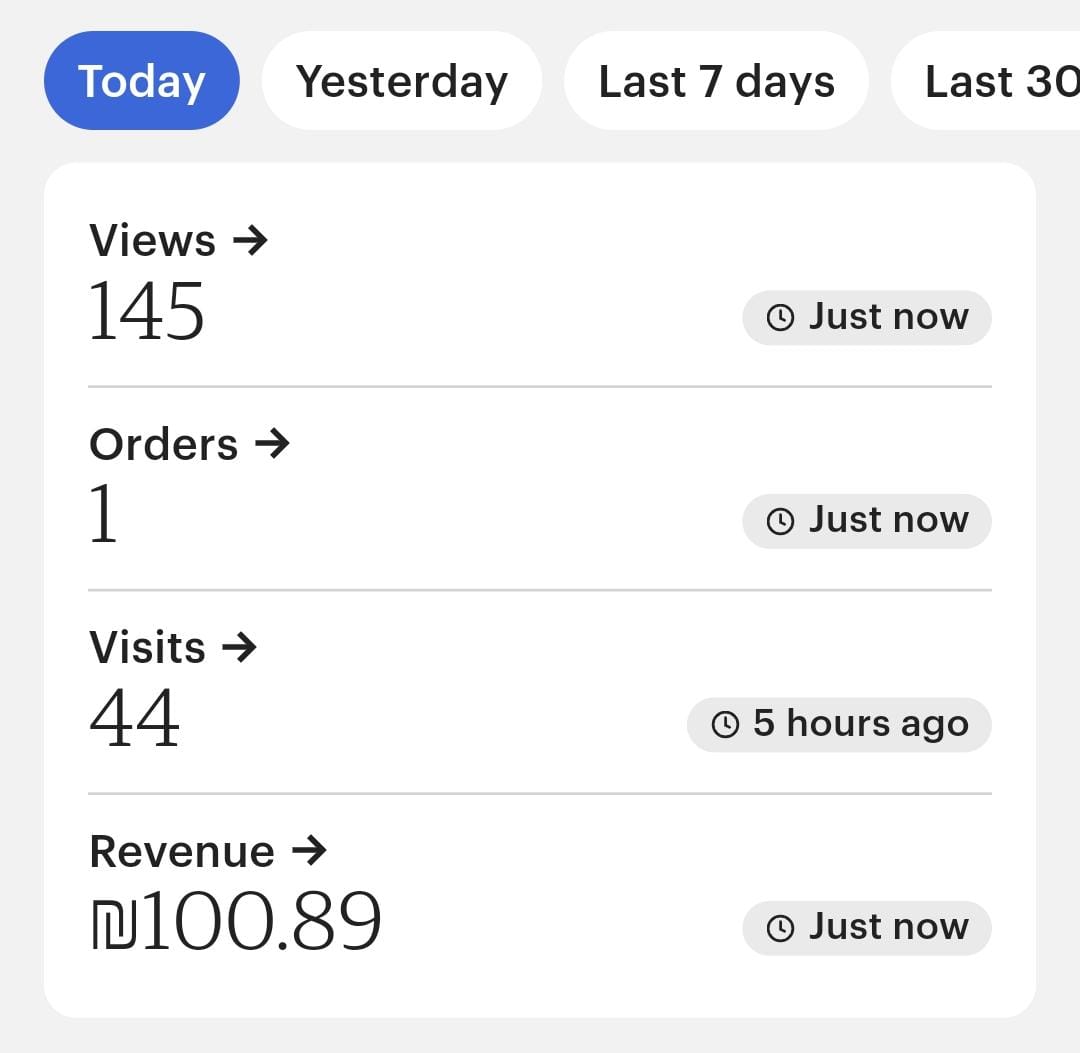 Today Yesterday Last 7 days Last 30
Views →
145
Just now
Orders →
1
Just now
Visits →
44
5 hours ago
Revenue →
₪100.89
Just now